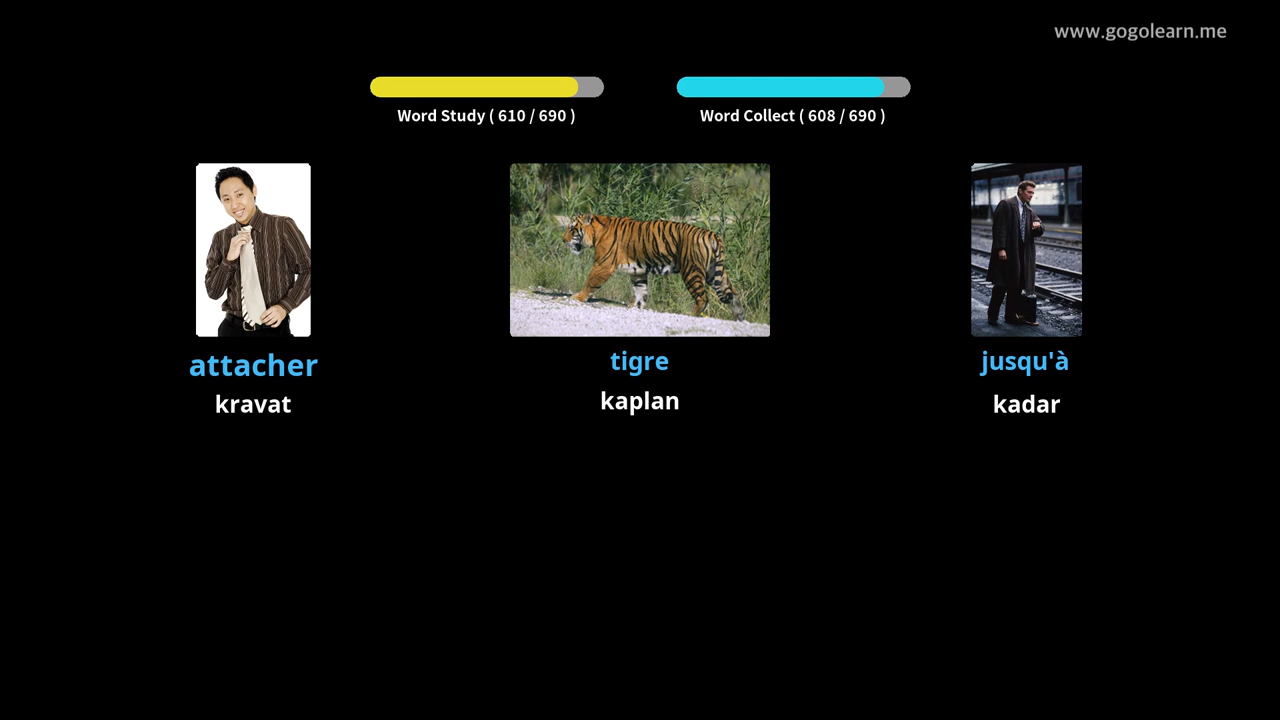 www.gogolearn.me
Word Study ( 610 / 690 )
Word Collect ( 608 / 690 )
attacher
kravat
tigre
kaplan
jusqu'à
kadar